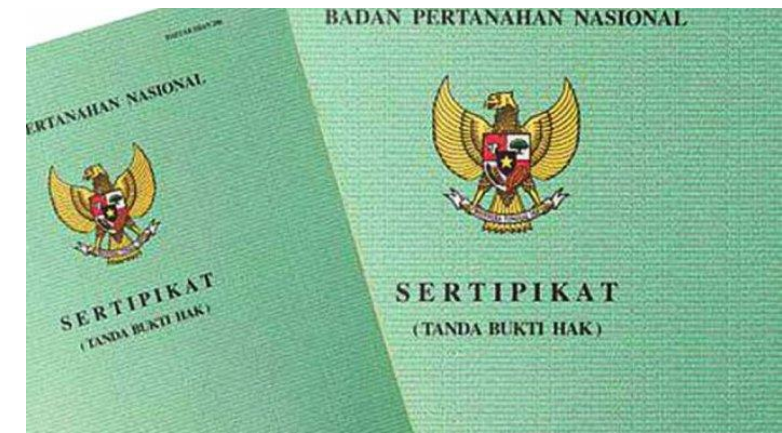 PERTANAHAN NASIONAL
SERTIPIKAT
(TANDA BUKTI HAK)
BADAN PERTANAHAN NASIONAL
SERTIPIKAT
(TANDA BUKTI HAK)